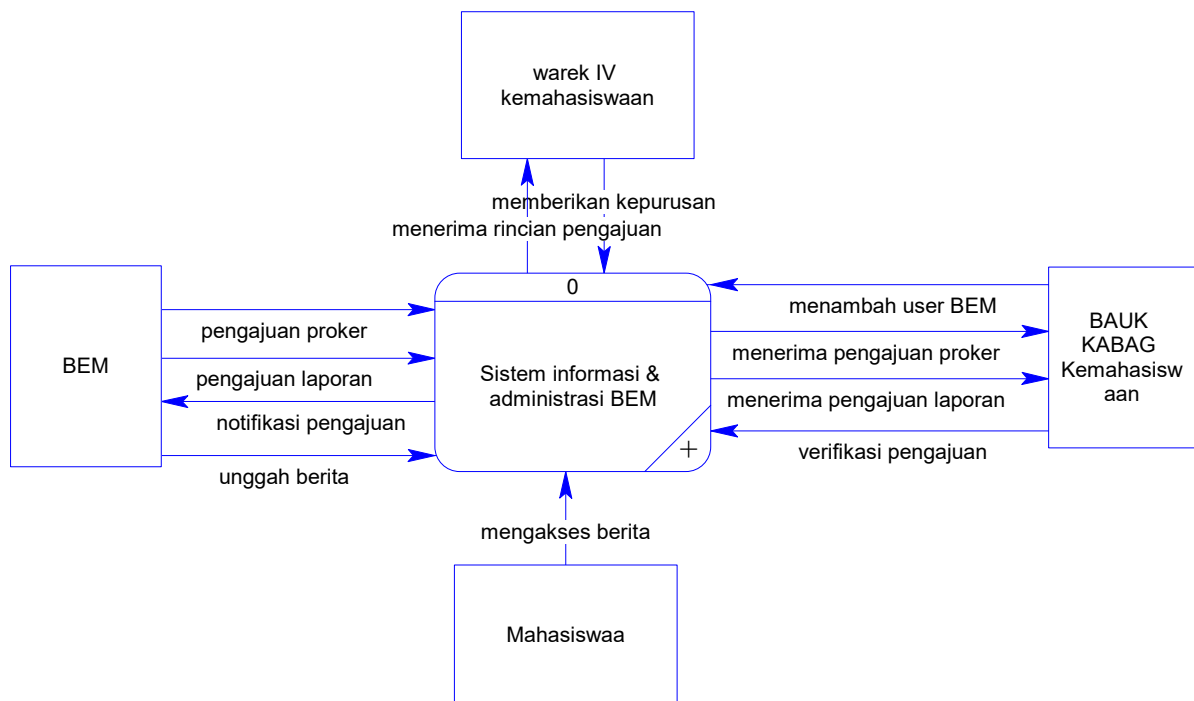 warek IV
kemahasiswaan
memberikan kepurusan
menerima rincian pengajuan
BEM
pengajuan proker
pengajuan laporan
notifikasi pengajuan
unggah berita
0
Sistem informasi &
administrasi BEM
+
menambah user BEM
menerima pengajuan proker
menerima pengajuan laporan
verifikasi pengajuan
BAUK
KABAG
Kemahasisw
aan
mengakses berita
Mahasiswaa